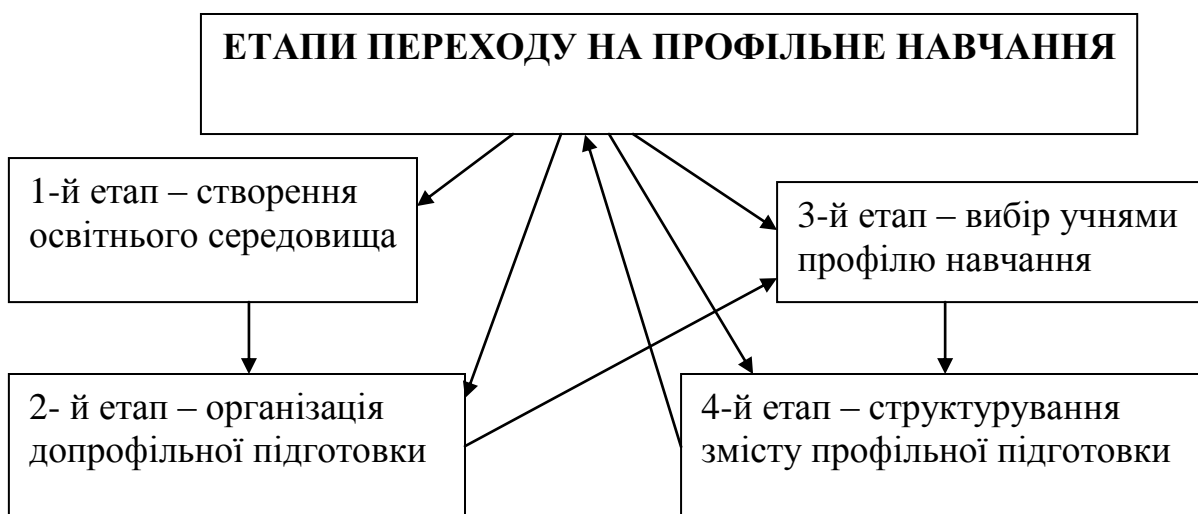 ЕТАПИ ПЕРЕХОДУ НА ПРОФІЛЬНЕ НАВЧАННЯ
1-й етап – створення
освітнього середовища
2- й етап – організація
допрофільної підготовки
3-й етап – вибір учнями
профілю навчання
4-й етап – структурування
змісту профільної підготовки